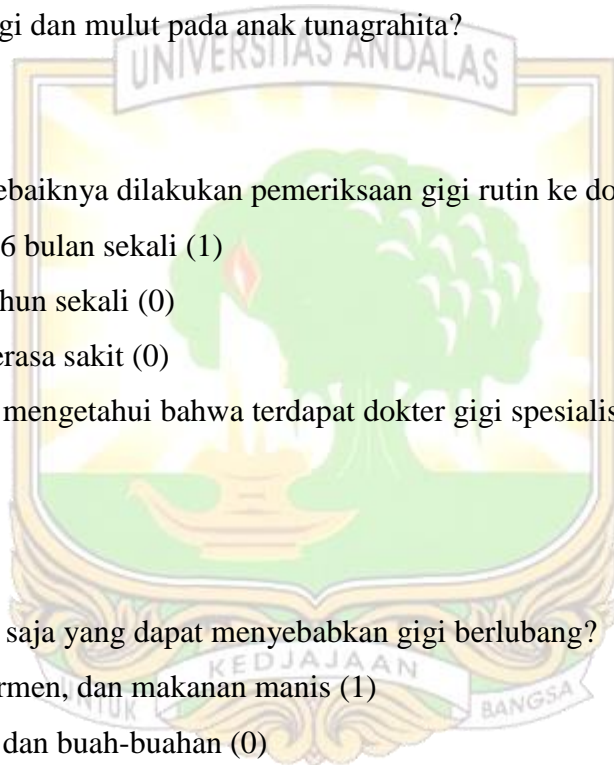 gi dan mulut pada anak tunagrahita?
UNIVERSITAS ANDALAS
ebaiknya dilakukan pemeriksaan gigi rutin ke do
6 bulan sekali (1)
hun sekali (0)
erasa sakit (0)
mengetahui bahwa terdapat dokter gigi spesialis
saja yang dapat menyebabkan gigi berlubang?
KEDJAJAAN
rmen, dan makanan manis (1)
UNTUK BANGSA
dan buah-buahan (0)